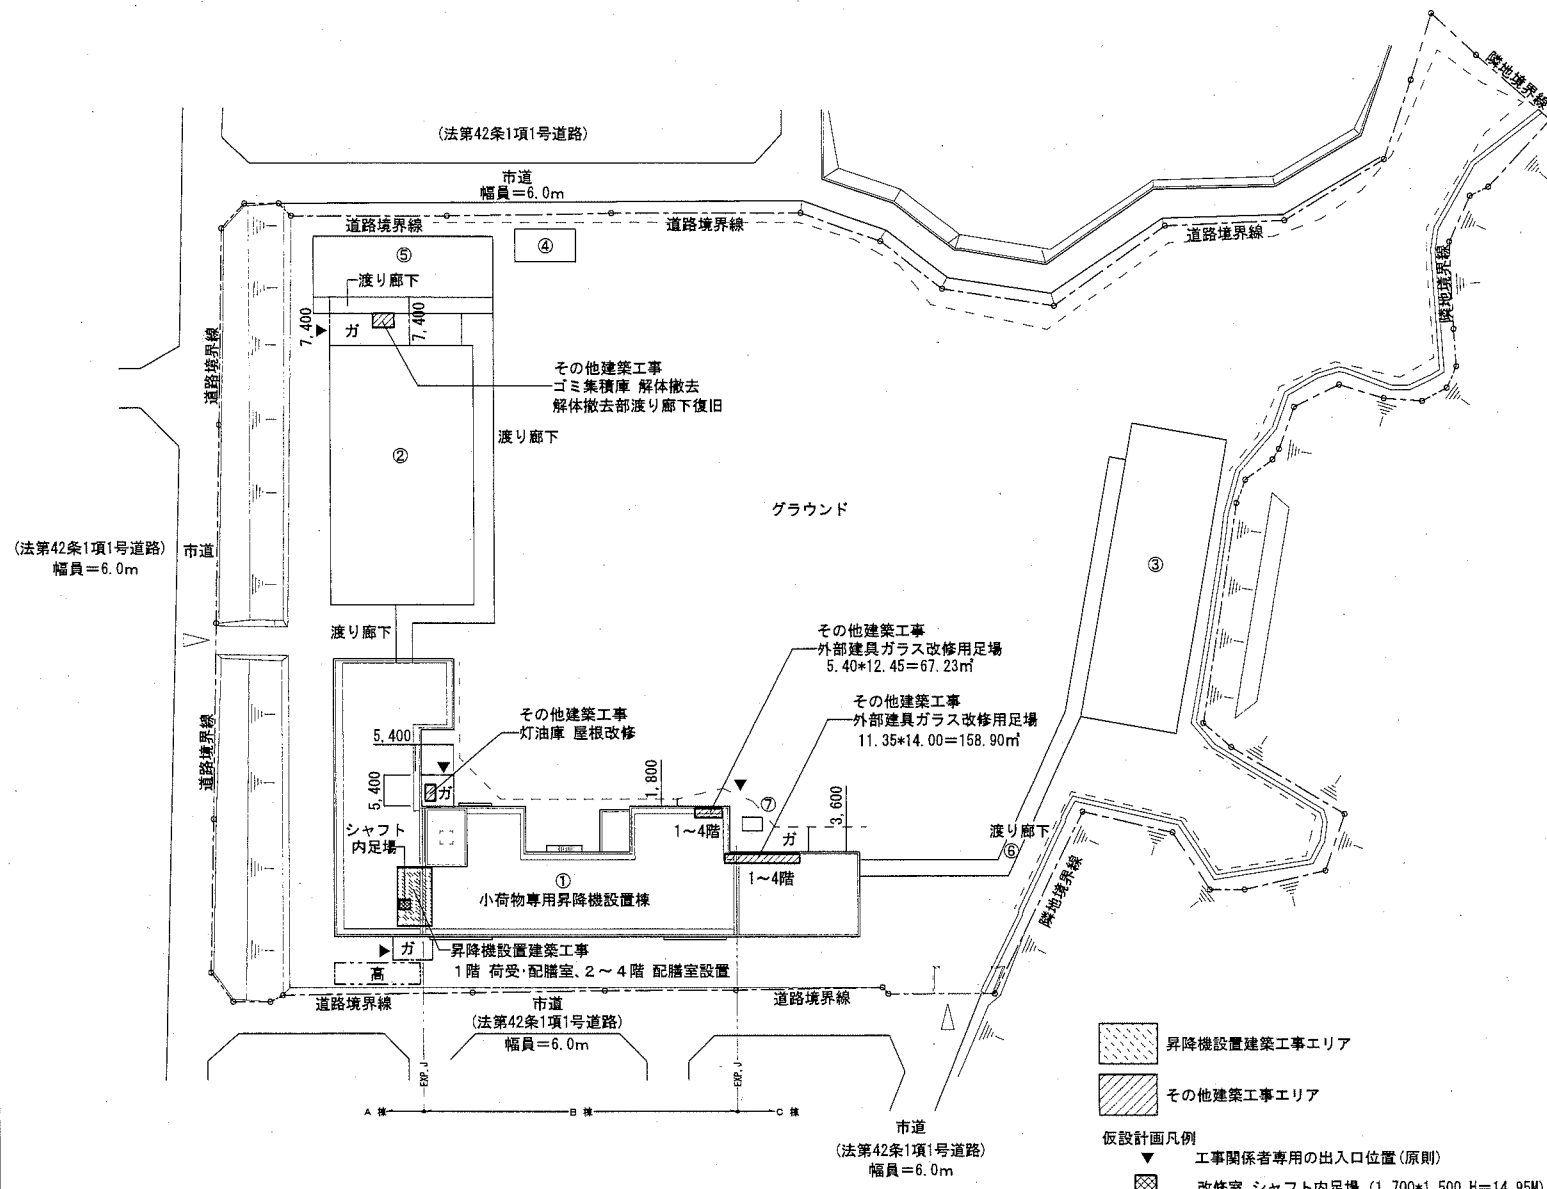 (法第42条1項1号道路)
市道
幅員＝6.0m
隣地境界線
道路境界線
道路境界線
道路境界線
④
⑤
渡り廊下
7,400
ガ
7,400
隣地境界線
道路境界線
その他建築工事
ゴミ集積庫 解体撤去
解体撤去部渡り廊下復旧
渡り廊下
②
グラウンド
(法第42条1項1号道路)
市道
幅員＝6.0m
③
渡り廊下
その他建築工事
外部建具ガラス改修用足場
5.40*12.45=67.23㎡
その他建築工事
外部建具ガラス改修用足場
11.35*14.00=158.90㎡
その他建築工事
灯油庫 屋根改修
道路境界線
5,400
5,400
ガ
1,800
⑦
3,600
シャフト
内足場
1～4階
ガ
渡り廊下
⑥
1～4階
①
小荷物専用昇降機設置棟
隣地境界線
ガ
昇降機設置建築工事
1階 荷受･配膳室、2～4階 配膳室設置
高
道路境界線
市道
道路境界線
(法第42条1項1号道路)
幅員＝6.0m
EXP.J
EXP.J
A 棟
B 棟
C 棟
市道
(法第42条1項1号道路)
幅員＝6.0m
昇降機設置建築工事エリア
その他建築工事エリア
仮設計画凡例
▼ 工事関係者専用の出入口位置(原則)
改修室 シャフト内足場 (1,700*1,500 H=14.95M)